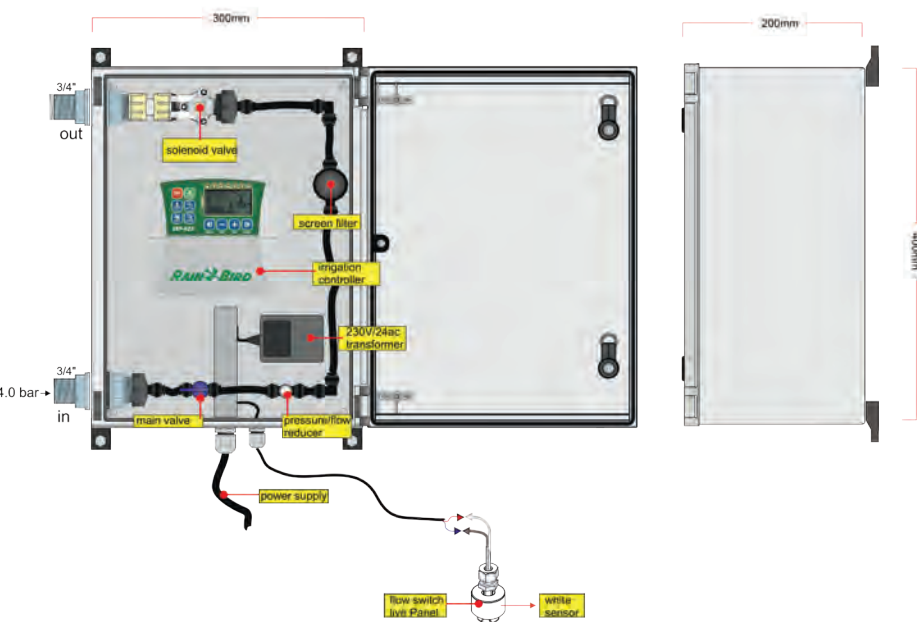 300mm
200mm
3/4"
out
solenoid valve
screen filter
RAIN BIRD
irrigation
controller
230V/24ac
transformer
400mm
3/4"
4.0 bar
in
main valve
pressure/flow
reducer
power supply
flow switch
live Panel
white
sensor